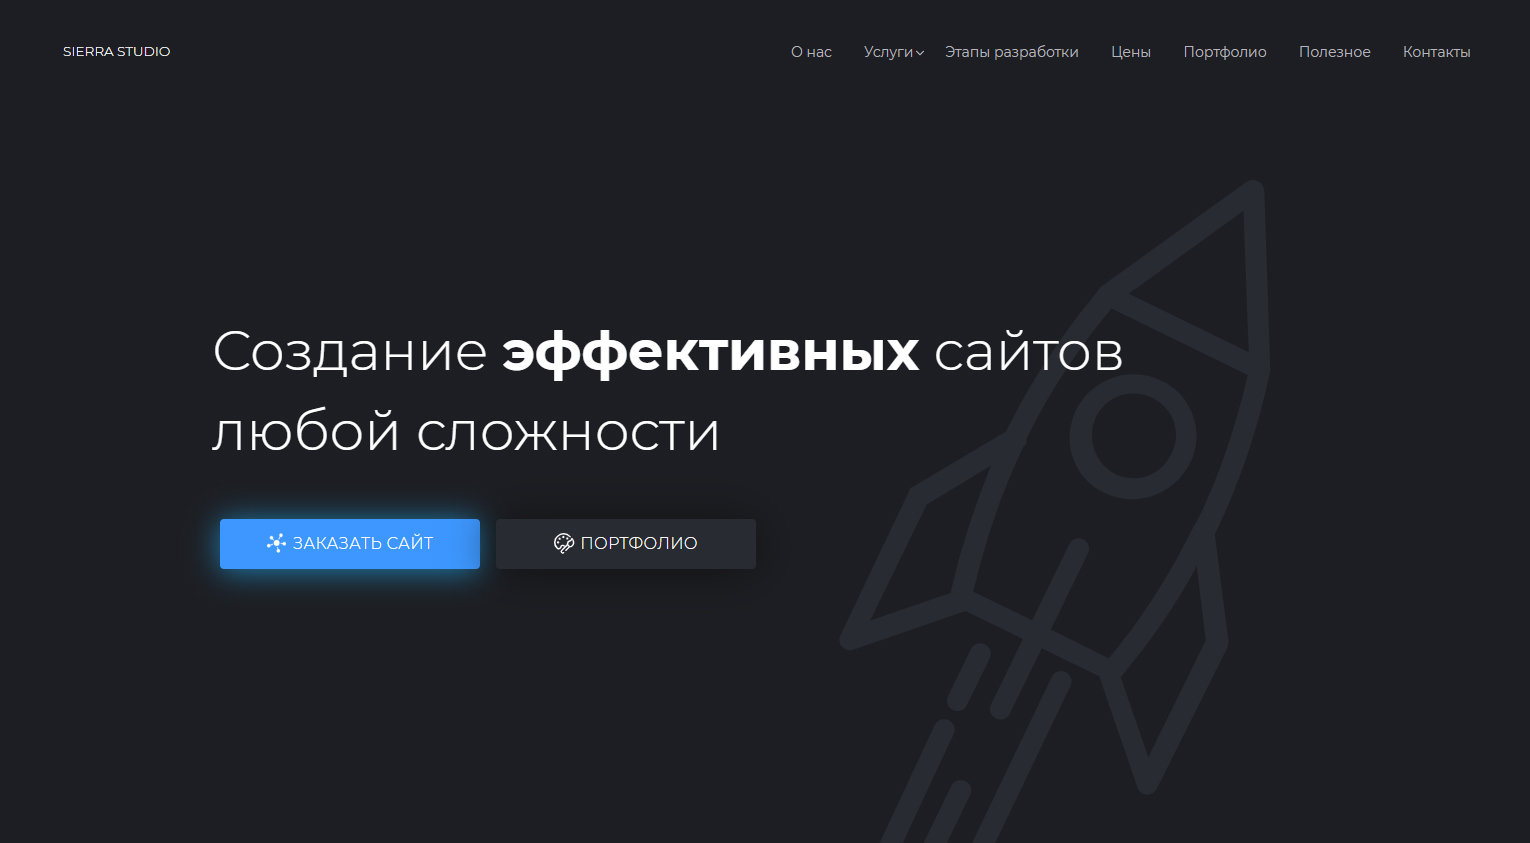 SIERRA STUDIO
О нас Услуги Этапы разработки Цены Портфолио Полезное Контакты
Создание эффективных сайтов
любой сложности
ЗАКАЗАТЬ САЙТ ПОРТФОЛИО